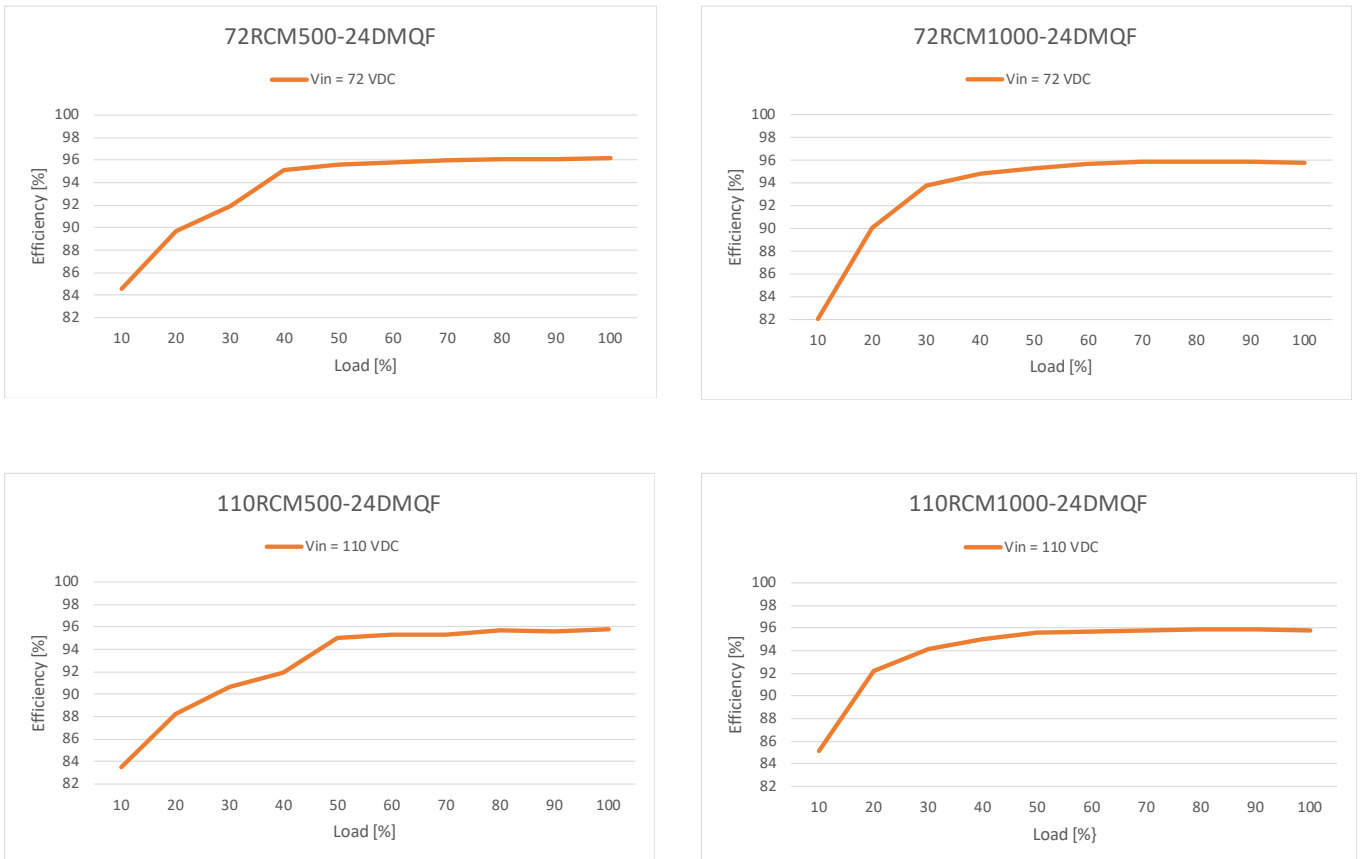 72RCM500-24DMQF
Vin = 72 VDC
Efficiency [%]
100
98
96
94
92
90
88
86
84
82
10 20 30 40 50 60 70 80 90 100
Load [%]
72RCM1000-24DMQF
Vin = 72 VDC
Efficiency [%]
100
98
96
94
92
90
88
86
84
82
10 20 30 40 50 60 70 80 90 100
Load [%]
110RCM500-24DMQF
Vin = 110 VDC
Efficiency [%]
100
98
96
94
92
90
88
86
84
82
10 20 30 40 50 60 70 80 90 100
Load [%]
110RCM1000-24DMQF
Vin = 110 VDC
Efficiency [%]
100
98
96
94
92
90
88
86
84
82
10 20 30 40 50 60 70 80 90 100
Load [%}